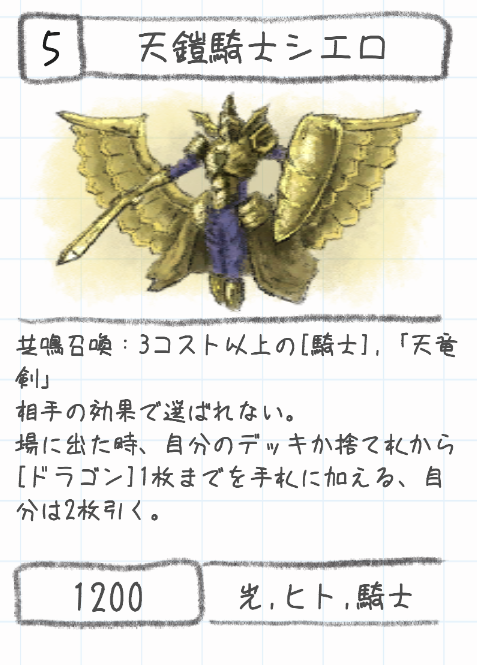 5
天鎧騎士シエロ
共鳴召喚：3コスト以上の[騎士],「天竜
剣」
相手の効果で選ばれない。
場に出た時、自分のデッキか捨て札から
[ドラゴン]1枚までを手札に加える、自
分は2枚引く。
1200
光,ヒト,騎士